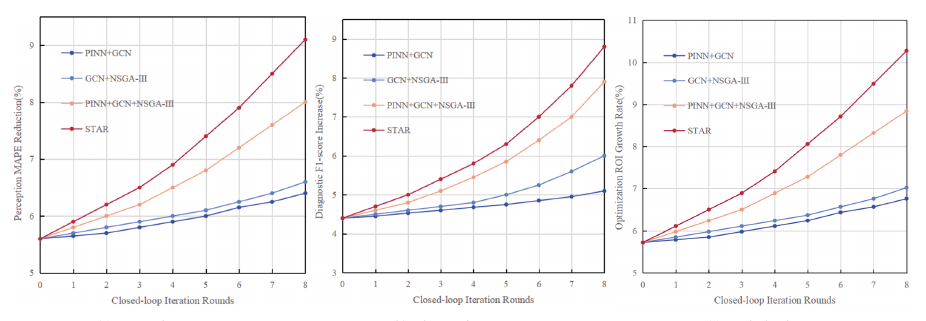 Perception MAPE Reduction(%)
9
8
7
6
5
PINN+GCN
GCN+NSGA-III
PINN+GCN+NSGA-III
STAR
0 1 2 3 4 5 6 7 8
Closed-loop Iteration Rounds
Diagnostic F1-score Increase(%)
9
8
7
6
5
4
3
PINN+GCN
GCN+NSGA-III
PINN+GCN+NSGA-III
STAR
0 1 2 3 4 5 6 7 8
Closed-loop Iteration Rounds
Optimization ROI Growth Rate(%)
11
10
9
8
7
6
5
PINN+GCN
GCN+NSGA-III
PINN+GCN+NSGA-III
STAR
0 1 2 3 4 5 6 7 8
Closed-loop Iteration Rounds